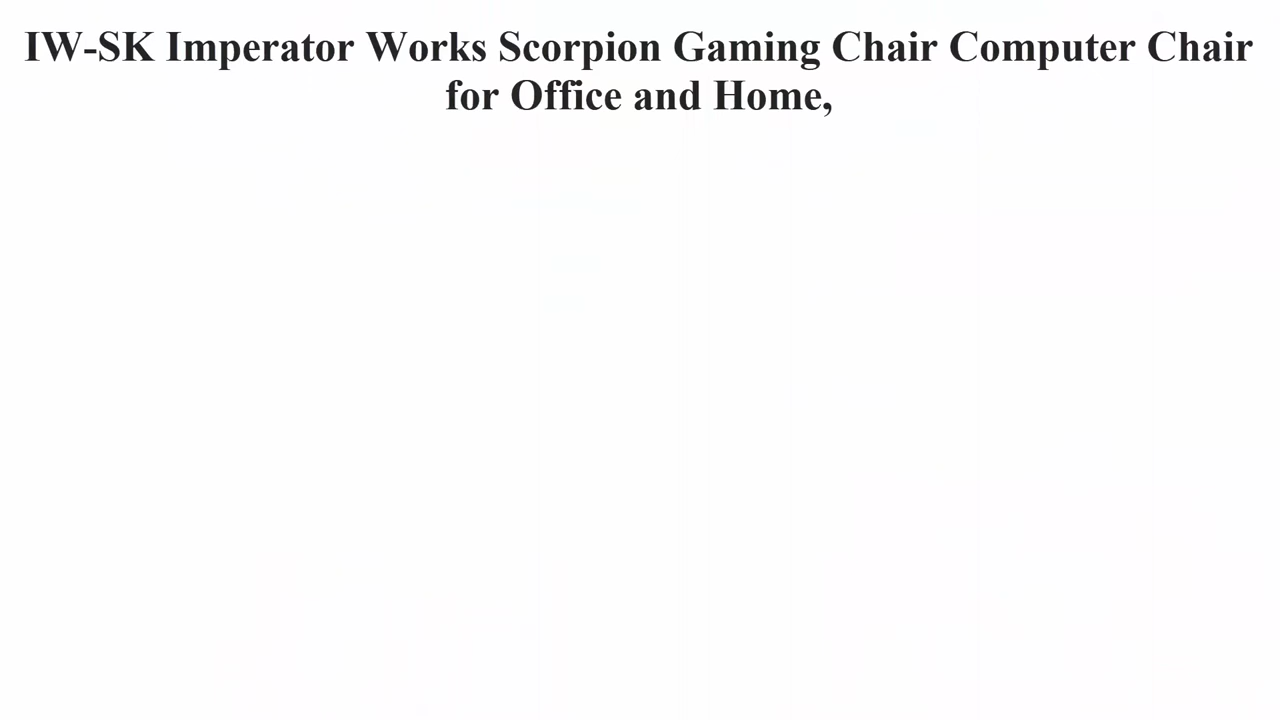 IW-SK Imperator Works Scorpion Gaming Chair Computer Chair
for Office and Home,